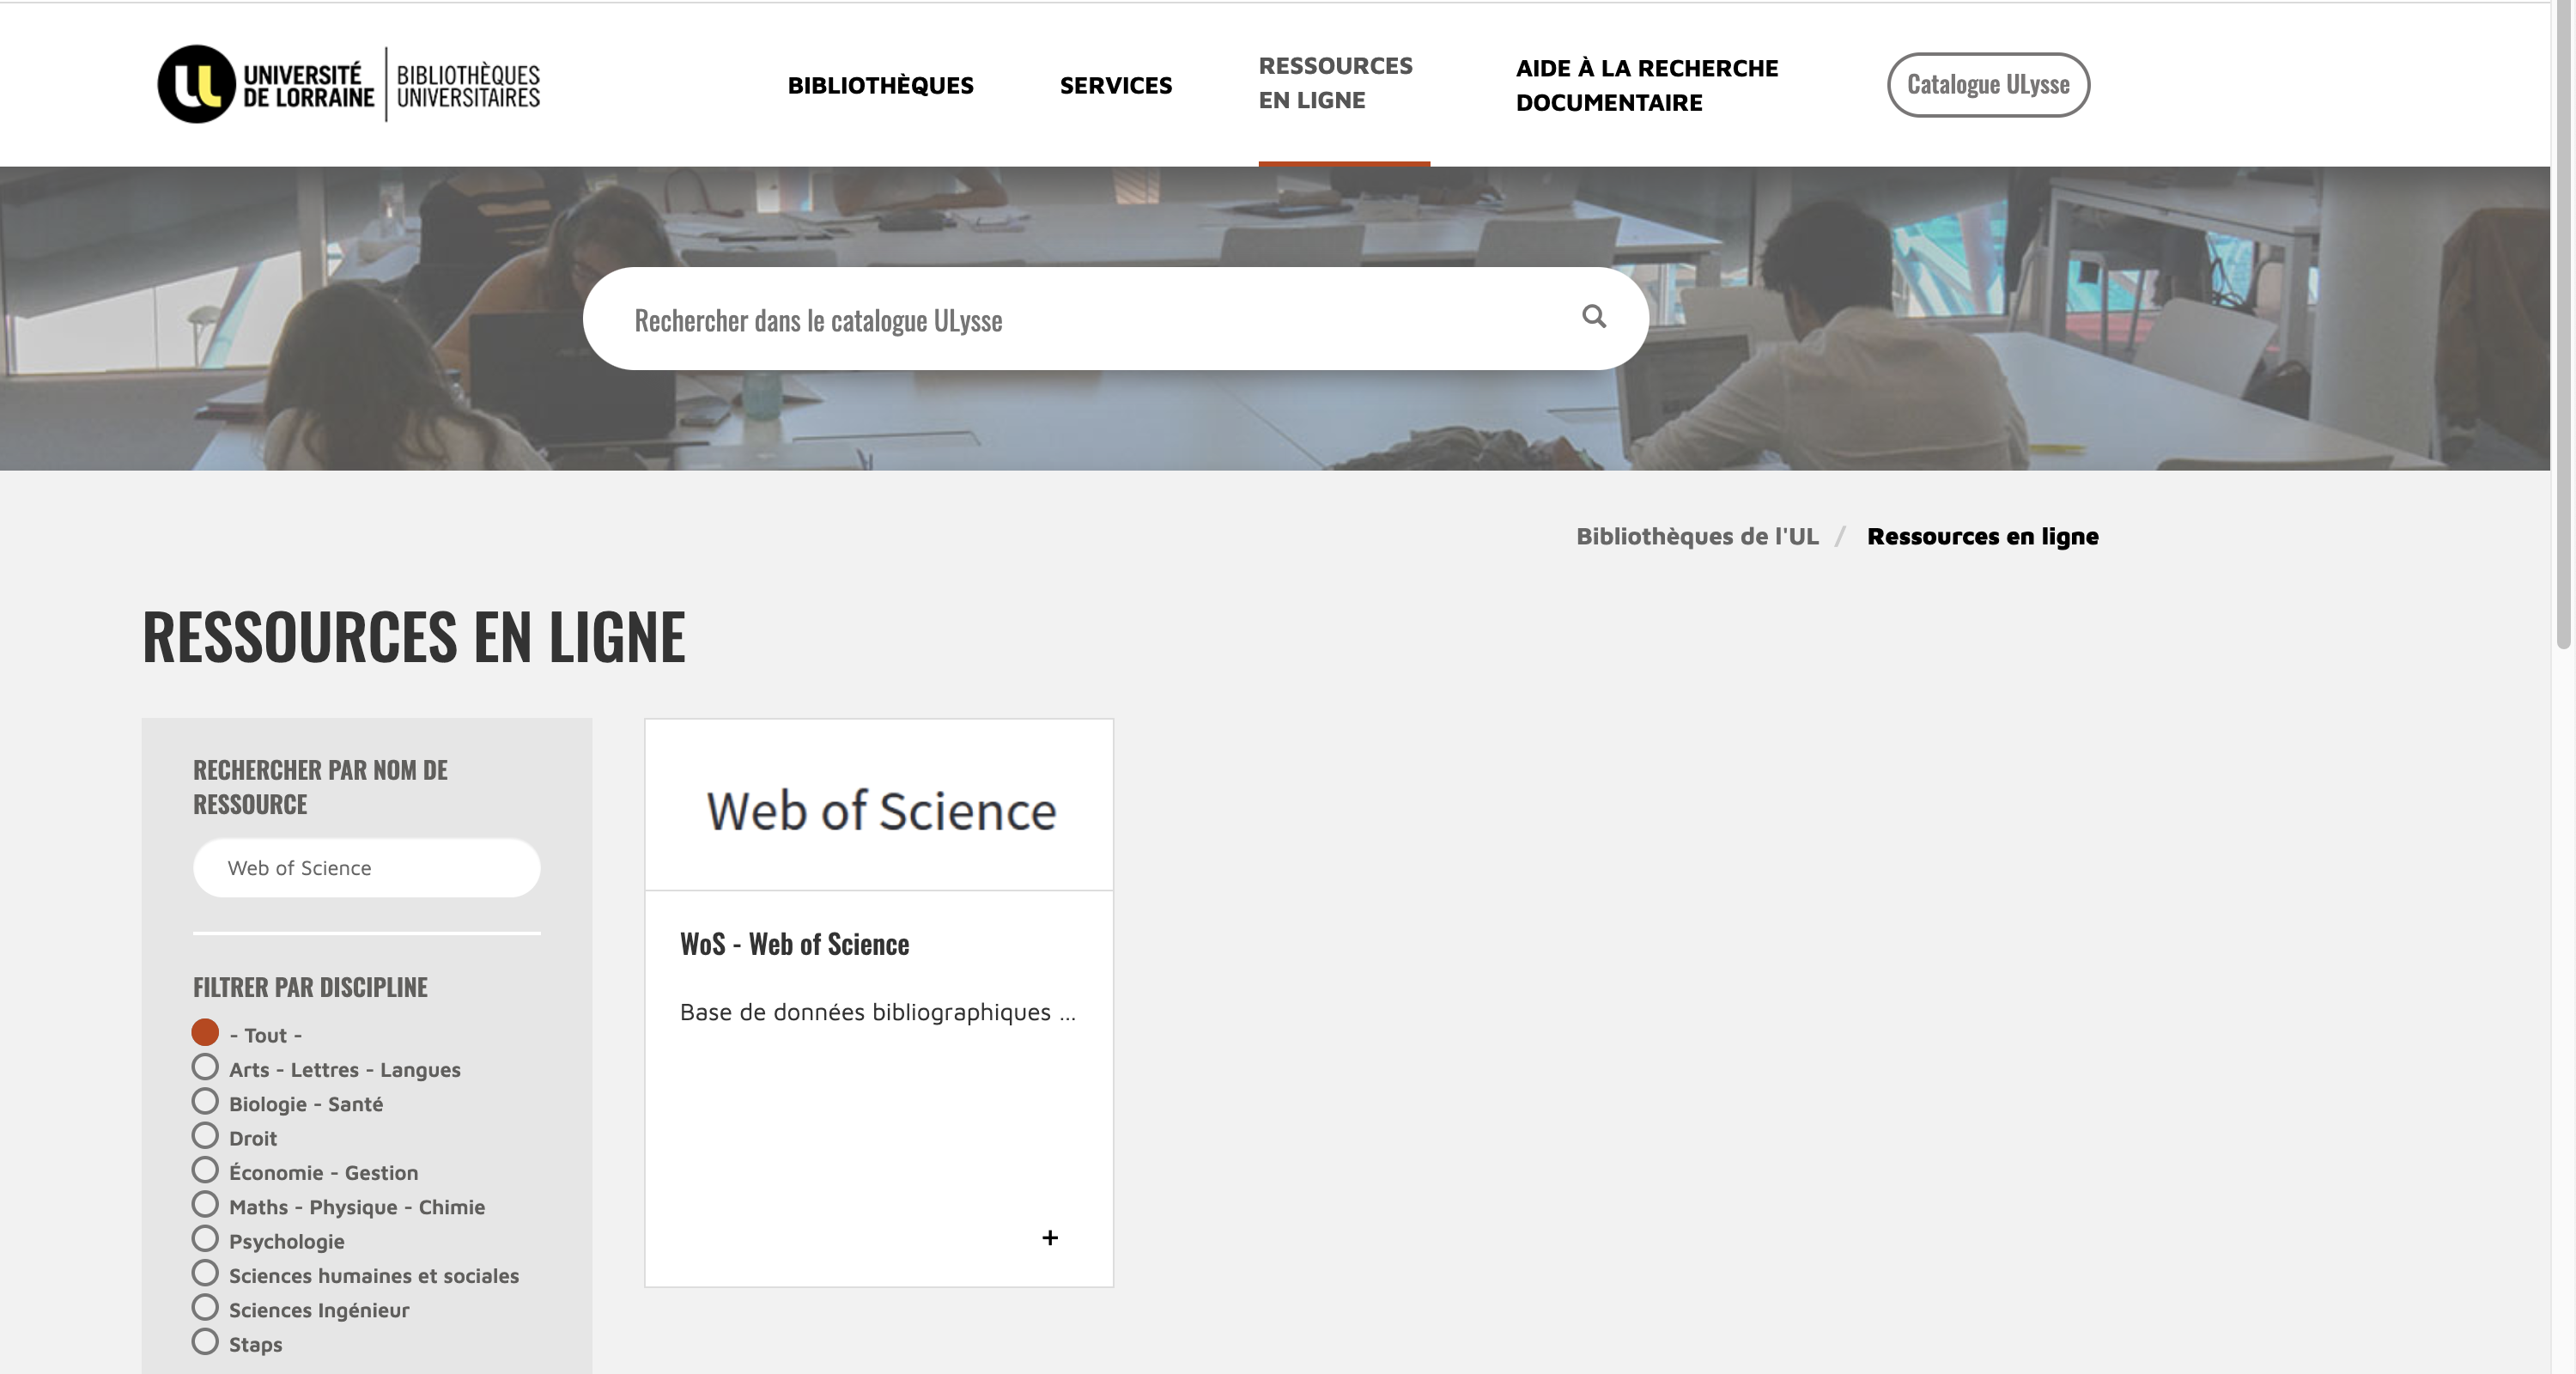 UNIVERSITÉ
DE LORRAINE
BIBLIOTHÈQUES
UNIVERSITAIRES
BIBLIOTHÈQUES
SERVICES
RESSOURCES
EN LIGNE
AIDE À LA RECHERCHE
DOCUMENTAIRE
Catalogue ULysse
Rechercher dans le catalogue ULysse
Bibliothèques de l'UL / Ressources en ligne
RESSOURCES EN LIGNE
RECHERCHER PAR NOM DE
RESSOURCE
Web of Science
FILTRER PAR DISCIPLINE
- Tout -
Arts - Lettres - Langues
Biologie - Santé
Droit
Économie - Gestion
Maths - Physique - Chimie
Psychologie
Sciences humaines et sociales
Sciences Ingénieur
Staps
Web of Science
WoS - Web of Science
Base de données bibliographiques ...
+